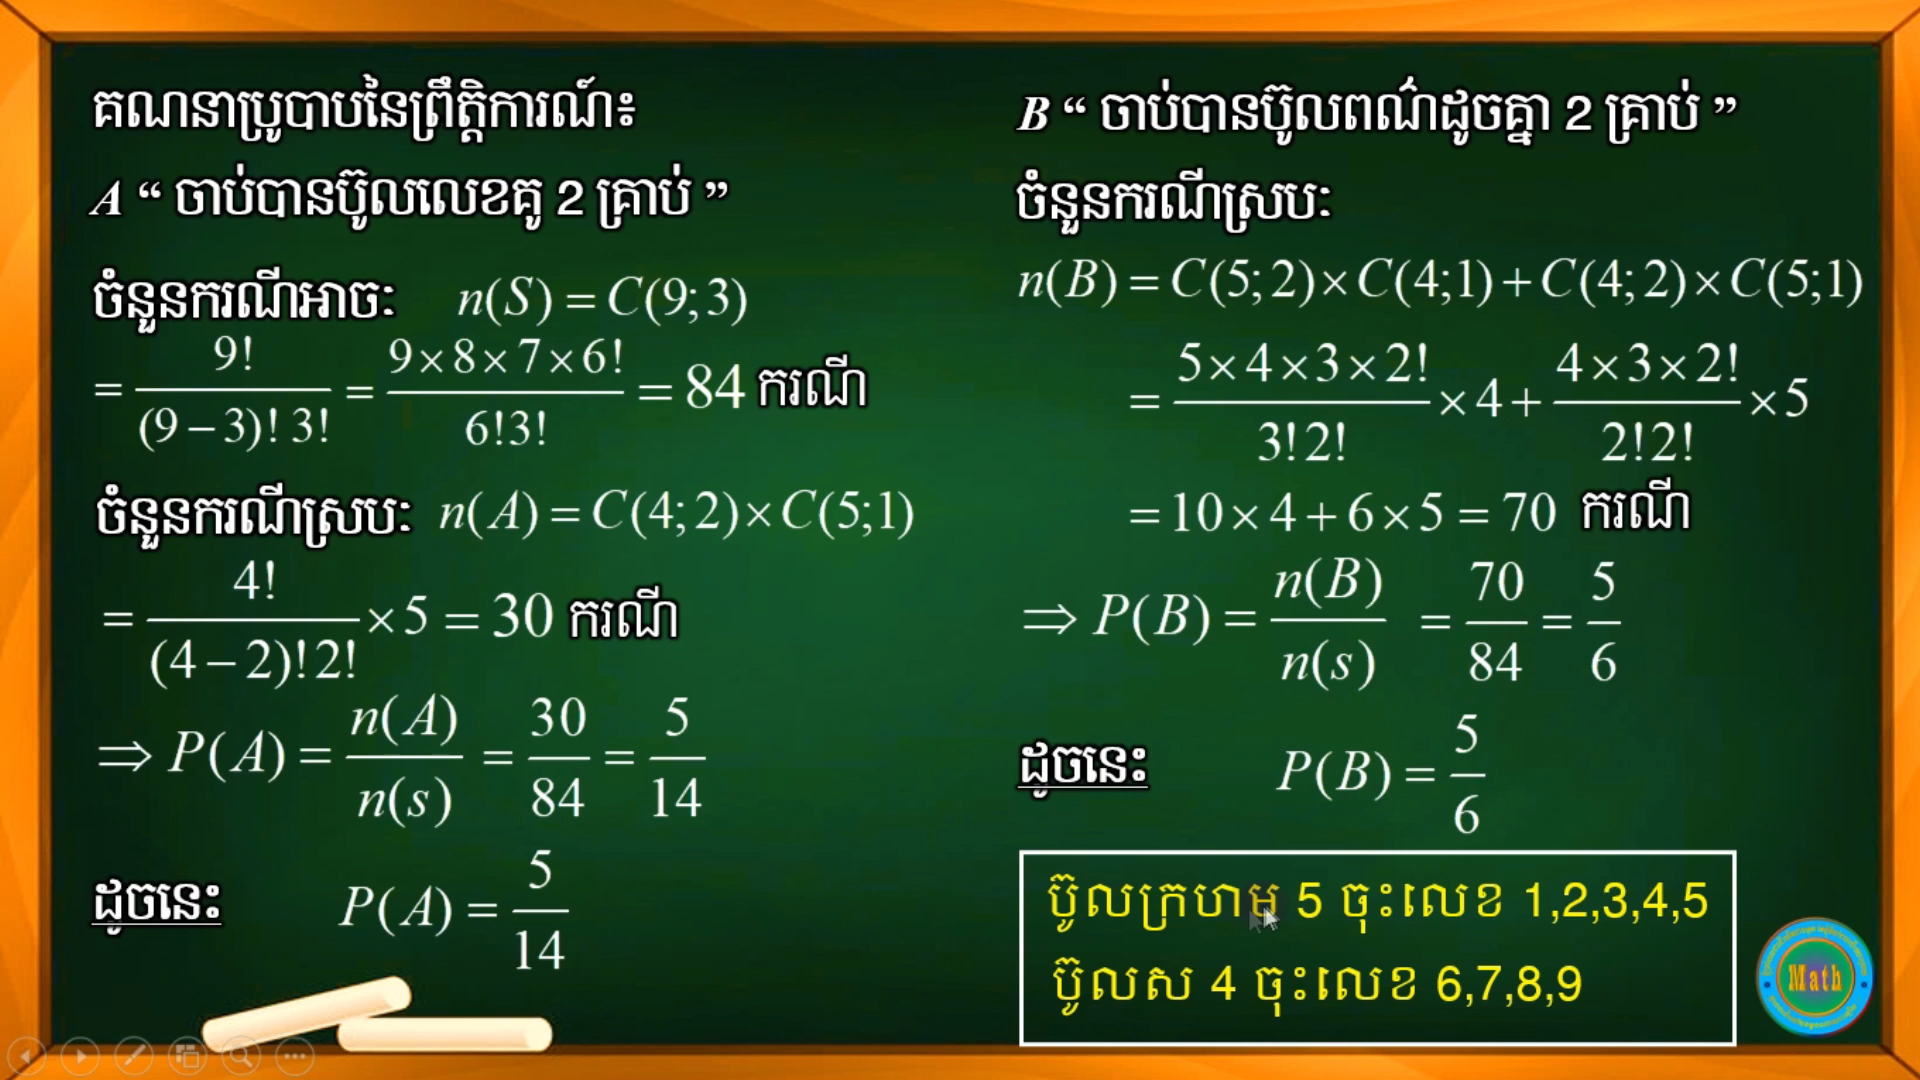 គណនាប្រូបាបនៃព្រឹត្តិការណ៍៖
A “ ចាប់បានប៊ូលលេខគូ 2 គ្រាប់ ”
ចំនួនករណីអាចៈ n(S) = C(9;3)
= 9! / (9−3)! 3! = 9×8×7×6! / 6!3! = 84 ករណី
ចំនួនករណីស្របៈ n(A) = C(4;2)×C(5;1)
= 4! / (4−2)!2! ×5 = 30 ករណី
⇒ P(A) = n(A) / n(s) = 30 / 84 = 5 / 14
ដូចនេះ P(A) = 5 / 14
B “ ចាប់បានប៊ូលពណ៌ដូចគ្នា 2 គ្រាប់ ”
ចំនួនករណីស្របៈ
n(B) = C(5;2)×C(4;1)+C(4;2)×C(5;1)
= 5×4×3×2! / 3!2! ×4+ 4×3×2! / 2!2! ×5
=10×4+6×5=70 ករណី
⇒ P(B) = n(B) / n(s) = 70 / 84 = 5 / 6
ដូចនេះ P(B) = 5 / 6
ប៊ូលក្រហម 5 ចុះលេខ 1,2,3,4,5
ប៊ូលស 4 ចុះលេខ 6,7,8,9
Math